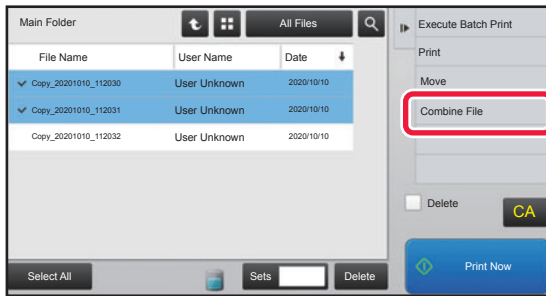 Main Folder
All Files
File Name
User Name
Date
Copy_20201010_112030
User Unknown
2020/10/10
Copy_20201010_112031
User Unknown
2020/10/10
Copy_20201010_112032
User Unknown
2020/10/10
Select All
Sets
Delete
Execute Batch Print
Print
Move
Combine File
Delete
CA
Print Now